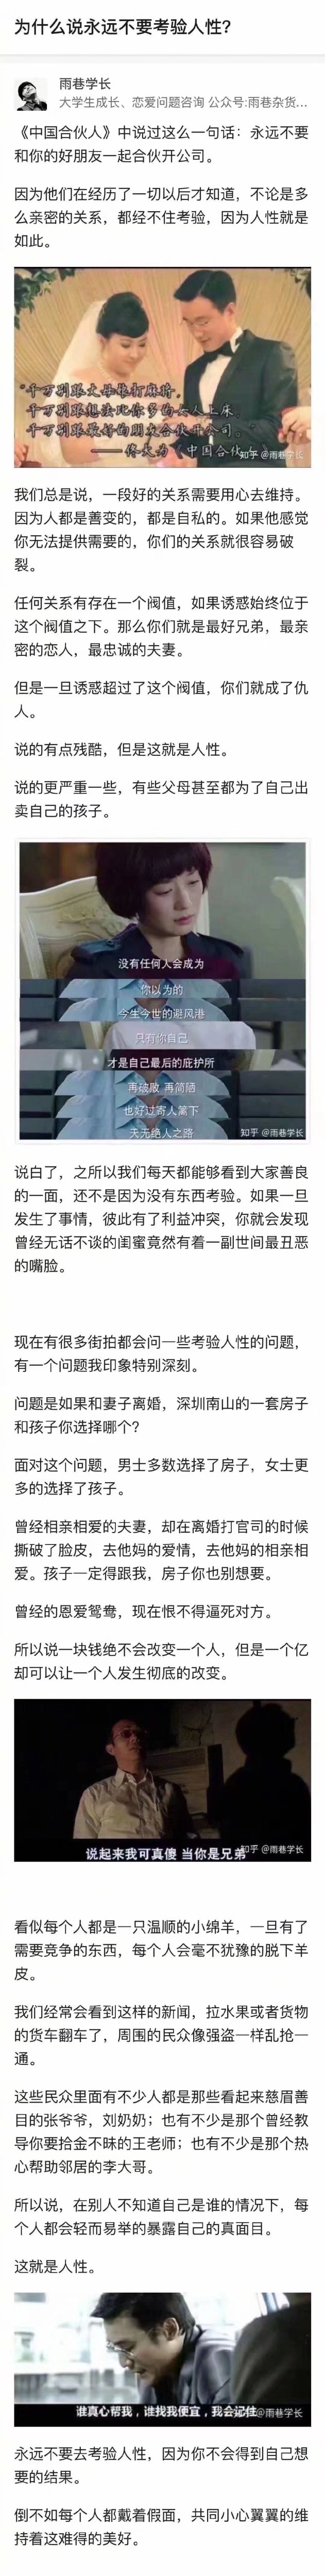 为什么说永远不要考验人性？
雨巷学长
大学生成长、恋爱问题咨询 公众号:雨巷杂货...
《中国合伙人》中说过这么一句话：永远不要
和你的好朋友一起合伙开公司。
因为他们在经历了一切以后才知道，不论是多
么亲密的关系，都经不住考验，因为人性就是
如此。
“千万别跟丈母娘打麻将，
千万别跟想法比你多的女人上床，
千万别跟最好的朋友合伙开公司。”
——佟大为《中国合伙人》
知乎 @雨巷学长
我们总是说，一段好的关系需要用心去维持。
因为人都是善变的，都是自私的。如果他感觉
你无法提供需要的，你们的关系就很容易破
裂。
任何关系有存在一个阀值，如果诱惑始终位于
这个阀值之下。那么你们就是最好兄弟，最亲
密的恋人，最忠诚的夫妻。
但是一旦诱惑超过了这个阀值，你们就成了仇
人。
说的有点残酷，但是这就是人性。
说的更严重一些，有些父母甚至都为了自己出
卖自己的孩子。
没有任何人会成为
你以为的
今生今世的避风港
只有你自己
才是自己最后的庇护所
再破败 再简陋
也好过寄人篱下
天无绝人之路
知乎 @雨巷学长
说白了，之所以我们每天都能够看到大家善良
的一面，还不是因为没有东西考验。如果一旦
发生了事情，彼此有了利益冲突，你就会发现
曾经无话不谈的闺蜜竟然有着一副世间最丑恶
的嘴脸。
现在有很多街拍都会问一些考验人性的问题，
有一个问题我印象特别深刻。
问题是如果和妻子离婚，深圳南山的一套房子
和孩子你选择哪个？
面对这个问题，男士多数选择了房子，女士更
多的选择了孩子。
曾经相亲相爱的夫妻，却在离婚打官司的时候
撕破了脸皮，去他妈的爱情，去他妈的相亲相
爱。孩子一定得跟我，房子你也别想要。
曾经的恩爱鸳鸯，现在恨不得逼死对方。
所以说一块钱绝不会改变一个人，但是一个亿
却可以让一个人发生彻底的改变。
说起来我可真傻 当你是兄弟
知乎 @雨巷学长
看似每个人都是一只温顺的小绵羊，一旦有了
需要竞争的东西，每个人会毫不犹豫的脱下羊
皮。
我们经常会看到这样的新闻，拉水果或者货物
的货车翻车了，周围的民众像强盗一样乱抢一
通。
这些民众里面有不少人都是那些看起来慈眉善
目的张爷爷，刘奶奶；也有不少是那个曾经教
导你要拾金不昧的王老师；也有不少是那个热
心帮助邻居的李大哥。
所以说，在别人不知道自己是谁的情况下，每
个人都会轻而易举的暴露自己的真面目。
这就是人性。
谁真心帮我，谁找我便宜，我会记住
知乎 @雨巷学长
永远不要去考验人性，因为你不会得到自己想
要的结果。
倒不如每个人都戴着假面，共同小心翼翼的维
持着这难得的美好。